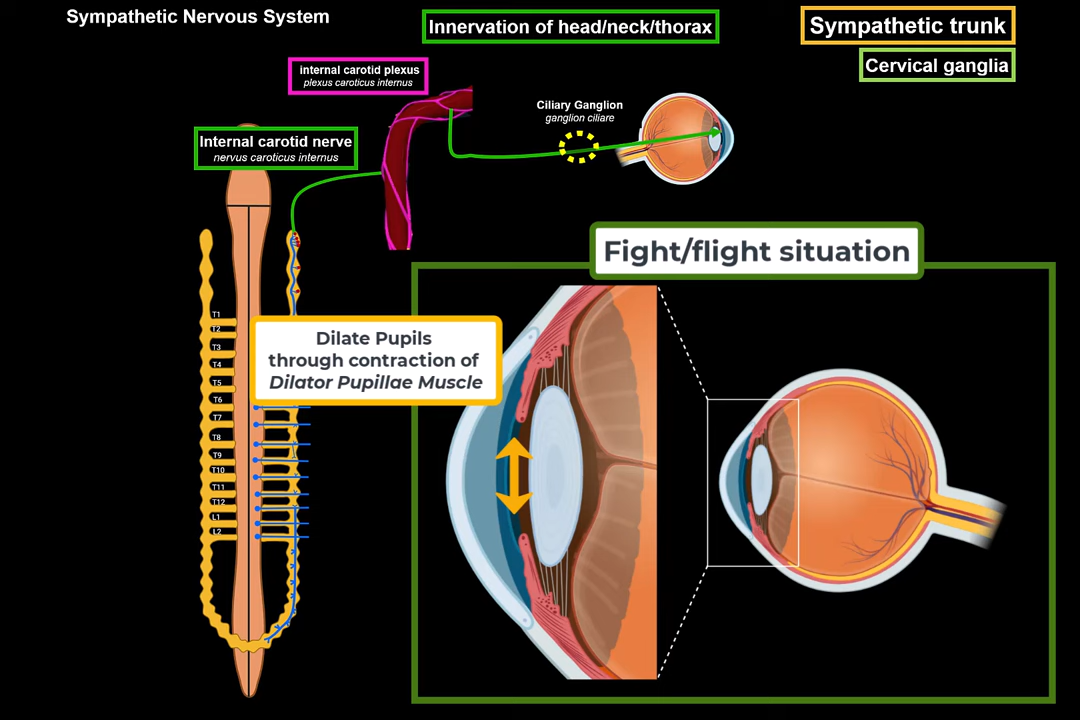 Sympathetic Nervous System
Innervation of head/neck/thorax
Sympathetic trunk
Cervical ganglia
internal carotid plexus
plexus caroticus internus
Ciliary Ganglion
ganglion ciliare
Internal carotid nerve
nervus caroticus internus
Fight/flight situation
Dilate Pupils
through contraction of
Dilator Pupillae Muscle
T1
T2
T3
T4
T5
T6
T7
T8
T9
T10
T11
T12
L1
L2